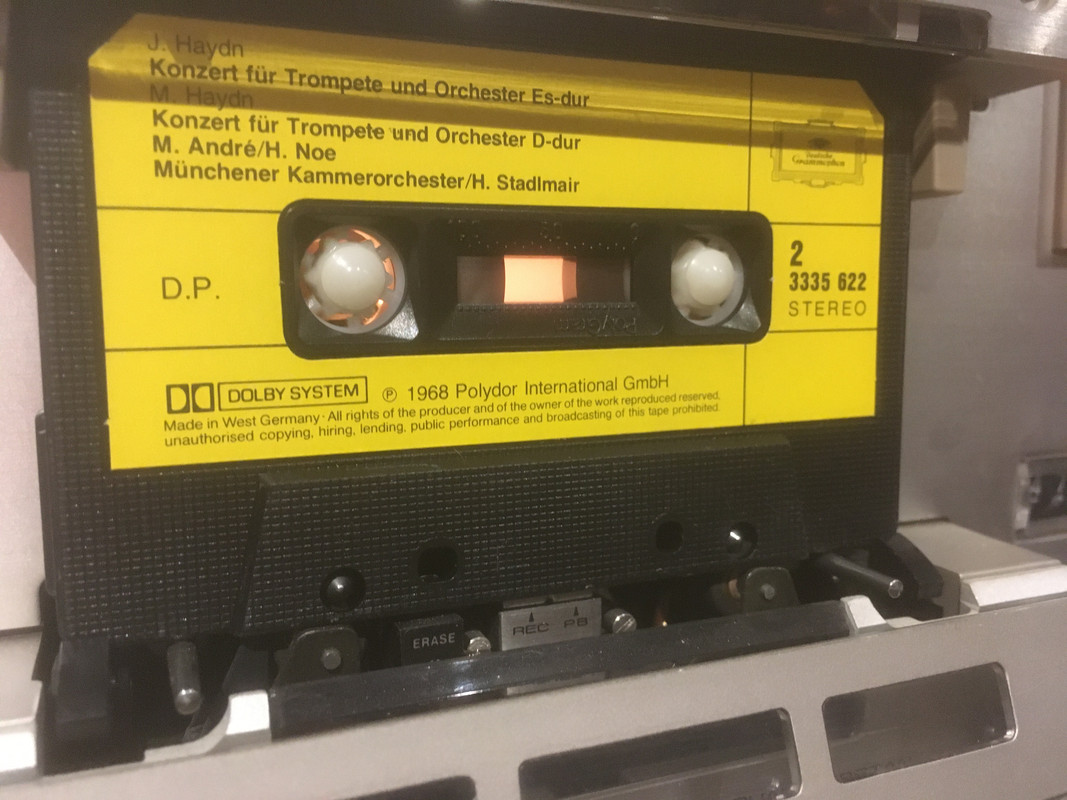 J. Haydn
Konzert für Trompete und Orchester Es-dur
M. Haydn
Konzert für Trompete und Orchester D-dur
M. André/H. Noe
Münchener Kammerorchester/H. Stadlmair
Deutsche
Grammophon
D.P.
2
3335 622
STEREO
PolyGram
DOLBY SYSTEM
Ⓟ 1968 Polydor International GmbH
Made in West Germany · All rights of the producer and of the owner of the work reproduced reserved,
unauthorised copying, hiring, lending, public performance and broadcasting of this tape prohibited.
ERASE
REC PB